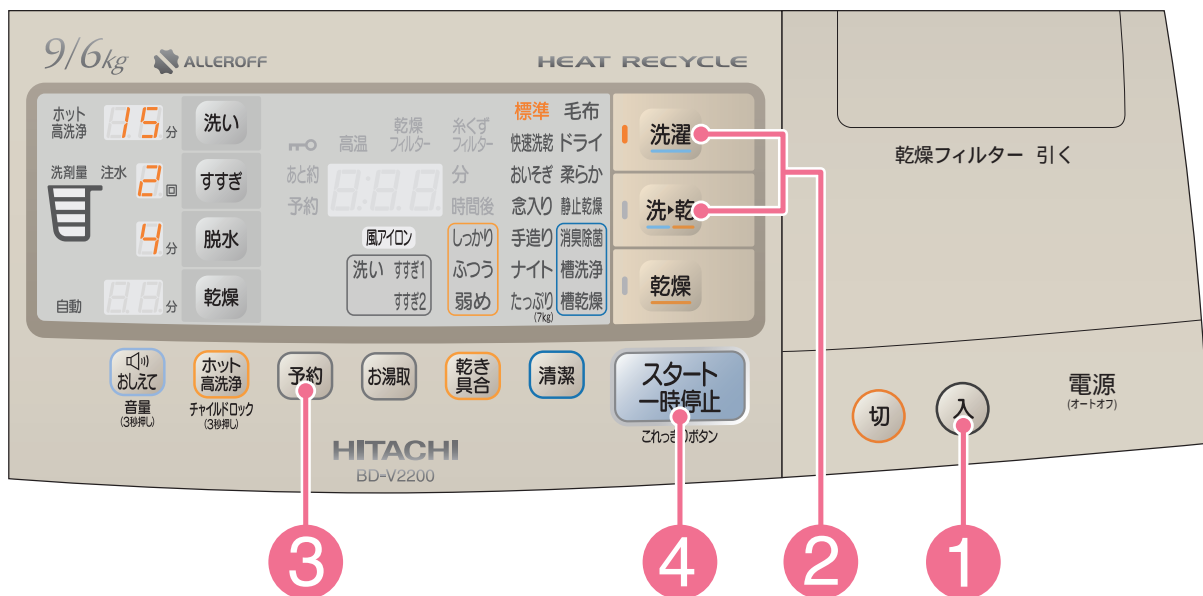 9/6kg ALLEROFF HEAT RECYCLE
ホット高洗浄 15 分 洗い
洗剤量 注水 2 回 すすぎ
4 分 脱水
自動 8.8. 分 乾燥
高温 乾燥フィルター 糸くずフィルター
あと約 8:8.8. 分
予約 時間後
風アイロン
洗い すすぎ1
すすぎ2
しっかり
ふつう
弱め
標準 毛布
快速洗乾 ドライ
おいそぎ 柔らか
念入り 静止乾燥
手造り 消臭除菌
ナイト 槽洗浄
たっぷり 槽乾燥
(7kg)
洗濯
洗▶乾
乾燥
乾燥フィルター 引く
おしえて
音量
(3秒押し)
ホット
高洗浄
チャイルドロック
(3秒押し)
予約
お湯取
乾き
具合
清潔
スタート
一時停止
これっきりボタン
切
入
電源
(オートオフ)
HITACHI
BD-V2200
3
4
2
1